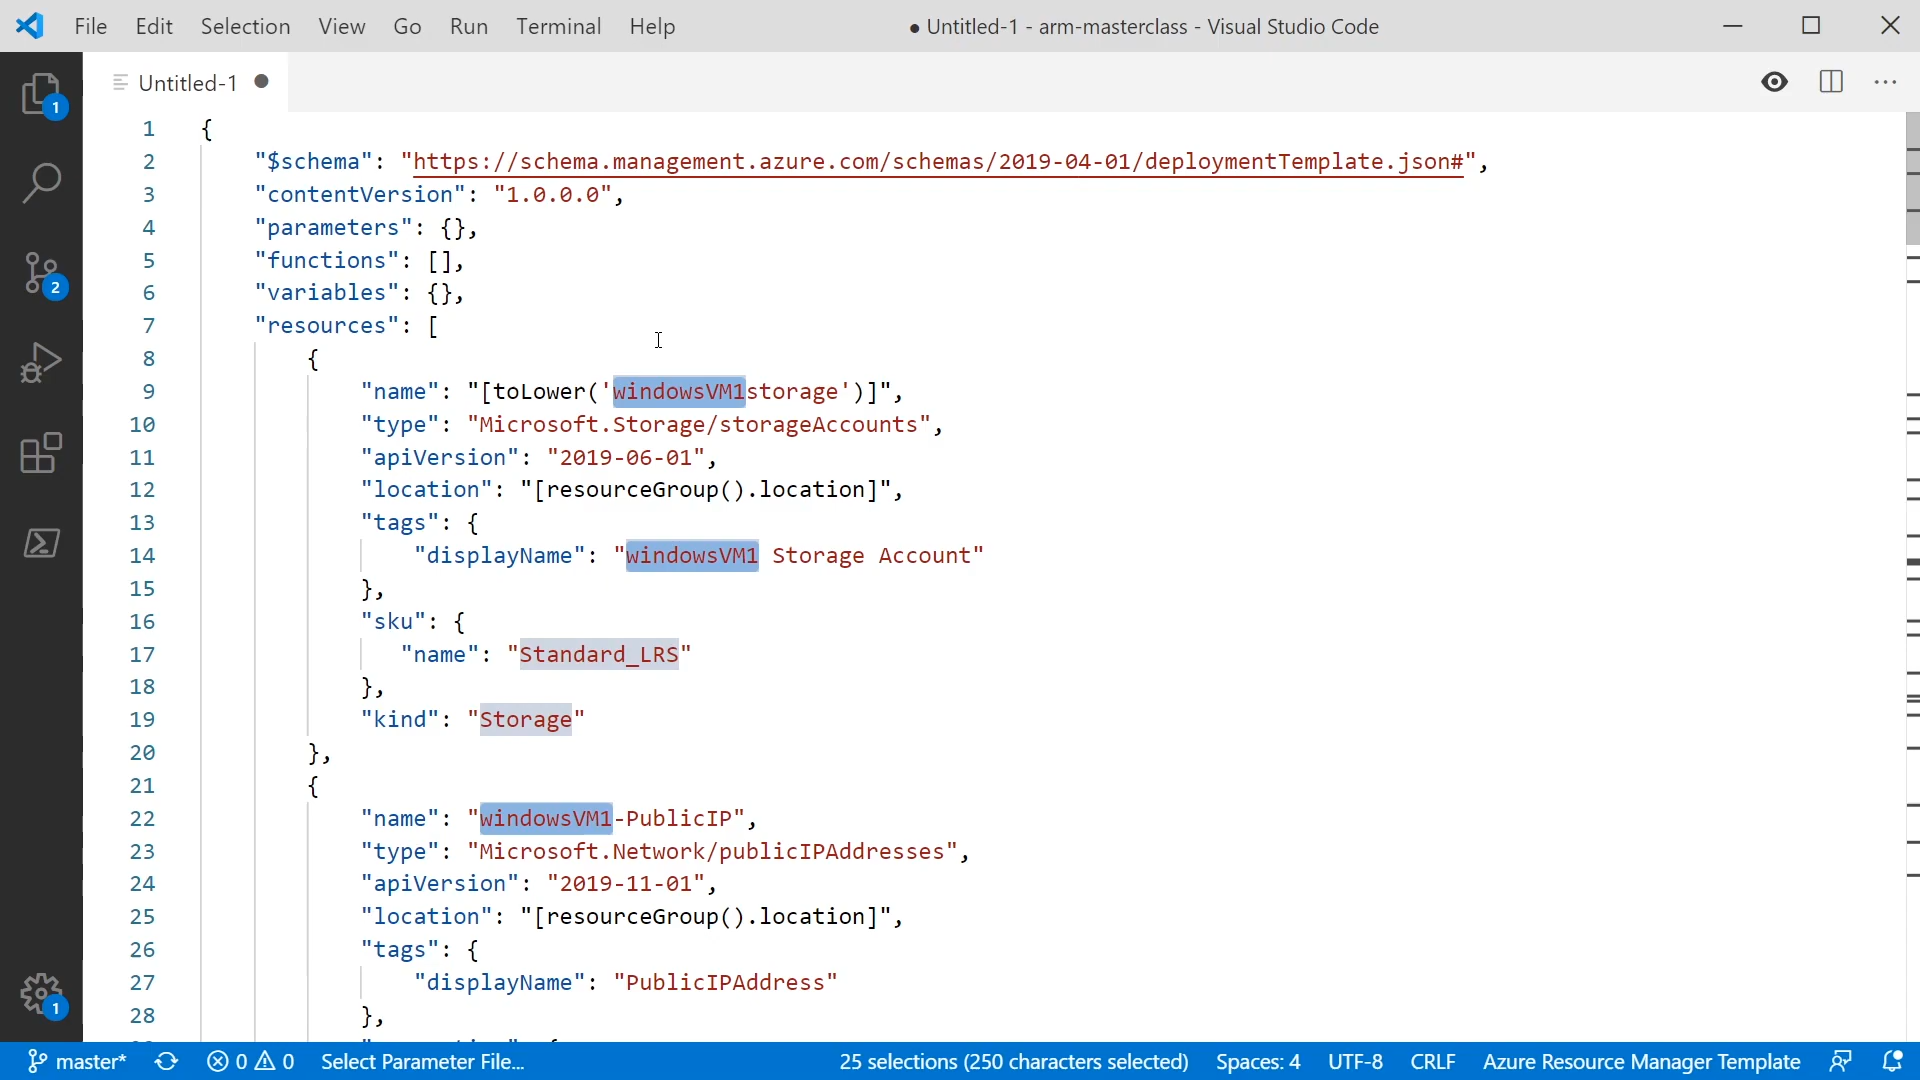 File Edit Selection View Go Run Terminal Help ● Untitled-1 - arm-masterclass - Visual Studio Code
Untitled-1 ●
1 {
2 "$schema": "https://schema.management.azure.com/schemas/2019-04-01/deploymentTemplate.json#",
3 "contentVersion": "1.0.0.0",
4 "parameters": {},
5 "functions": [],
6 "variables": {},
7 "resources": [
8 {
9 "name": "[toLower('windowsVM1storage')]",
10 "type": "Microsoft.Storage/storageAccounts",
11 "apiVersion": "2019-06-01",
12 "location": "[resourceGroup().location]",
13 "tags": {
14 "displayName": "windowsVM1 Storage Account"
15 },
16 "sku": {
17 "name": "Standard_LRS"
18 },
19 "kind": "Storage"
20 },
21 {
22 "name": "windowsVM1-PublicIP",
23 "type": "Microsoft.Network/publicIPAddresses",
24 "apiVersion": "2019-11-01",
25 "location": "[resourceGroup().location]",
26 "tags": {
27 "displayName": "PublicIPAddress"
28 },
1
2
1
master* 0 0 Select Parameter File... 25 selections (250 characters selected) Spaces: 4 UTF-8 CRLF Azure Resource Manager Template